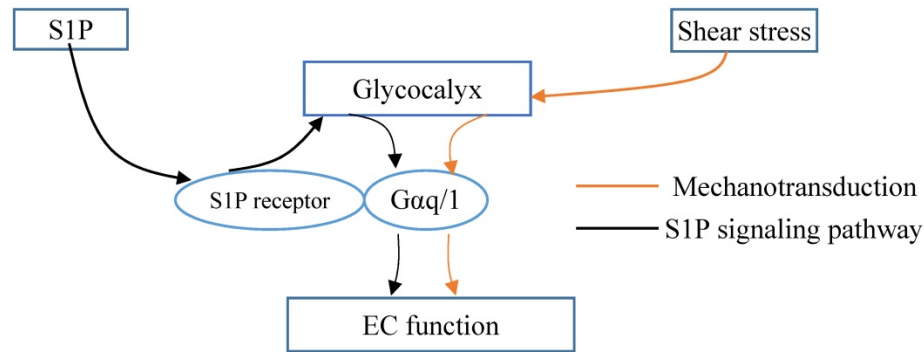 S1P
Shear stress
Glycocalyx
S1P receptor
Gαq/1
Mechanotransduction
S1P signaling pathway
EC function